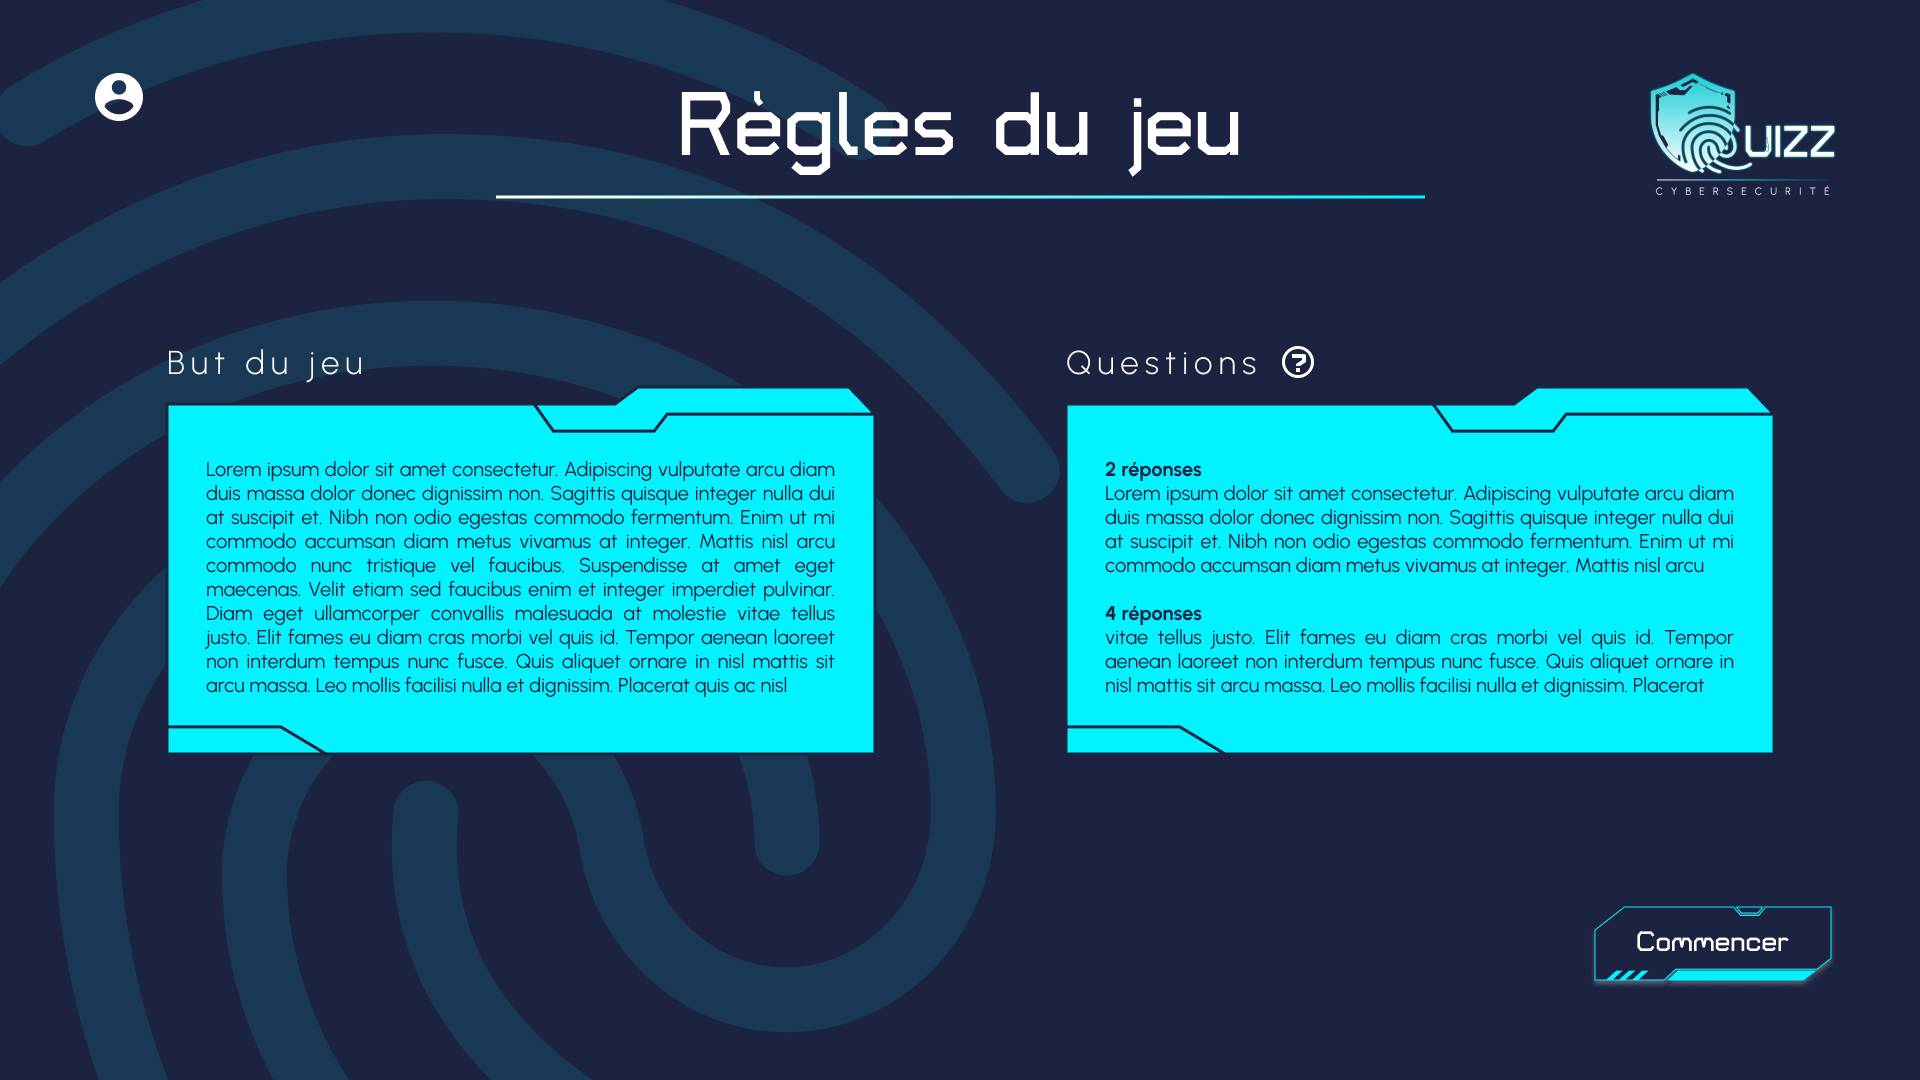 Règles du jeu
UIZZ
CYBERSECURITÉ
But du jeu
Lorem ipsum dolor sit amet consectetur. Adipiscing vulputate arcu diam
duis massa dolor donec dignissim non. Sagittis quisque integer nulla dui
at suscipit et. Nibh non odio egestas commodo fermentum. Enim ut mi
commodo accumsan diam metus vivamus at integer. Mattis nisl arcu
commodo nunc tristique vel faucibus. Suspendisse at amet eget
maecenas. Velit etiam sed faucibus enim et integer imperdiet pulvinar.
Diam eget ullamcorper convallis malesuada at molestie vitae tellus
justo. Elit fames eu diam cras morbi vel quis id. Tempor aenean laoreet
non interdum tempus nunc fusce. Quis aliquet ornare in nisl mattis sit
arcu massa. Leo mollis facilisi nulla et dignissim. Placerat quis ac nisl
Questions ?
2 réponses
Lorem ipsum dolor sit amet consectetur. Adipiscing vulputate arcu diam
duis massa dolor donec dignissim non. Sagittis quisque integer nulla dui
at suscipit et. Nibh non odio egestas commodo fermentum. Enim ut mi
commodo accumsan diam metus vivamus at integer. Mattis nisl arcu
4 réponses
vitae tellus justo. Elit fames eu diam cras morbi vel quis id. Tempor
aenean laoreet non interdum tempus nunc fusce. Quis aliquet ornare in
nisl mattis sit arcu massa. Leo mollis facilisi nulla et dignissim. Placerat
Commencer